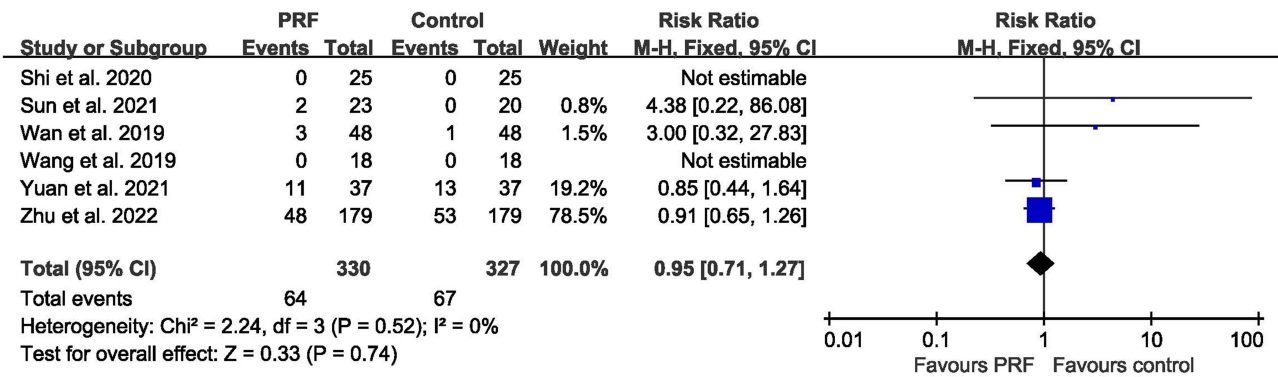 PRF Control Risk Ratio Risk Ratio
Study or Subgroup Events Total Events Total Weight M-H, Fixed, 95% CI M-H, Fixed, 95% CI
Shi et al. 2020 0 25 0 25 Not estimable
Sun et al. 2021 2 23 0 20 0.8% 4.38 [0.22, 86.08]
Wan et al. 2019 3 48 1 48 1.5% 3.00 [0.32, 27.83]
Wang et al. 2019 0 18 0 18 Not estimable
Yuan et al. 2021 11 37 13 37 19.2% 0.85 [0.44, 1.64]
Zhu et al. 2022 48 179 53 179 78.5% 0.91 [0.65, 1.26]
Total (95% CI) 330 327 100.0% 0.95 [0.71, 1.27]
Total events 64 67
Heterogeneity: Chi² = 2.24, df = 3 (P = 0.52); I² = 0%
Test for overall effect: Z = 0.33 (P = 0.74)
0.01 0.1 1 10 100
Favours PRF Favours control